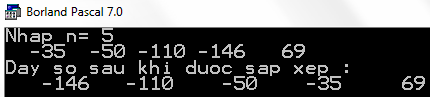 Borland Pascal 7.0
Nhap n= 5
-35 -50 -110 -146 69
Day so sau khi duoc sap xep :
-146 -110 -50 -35 69